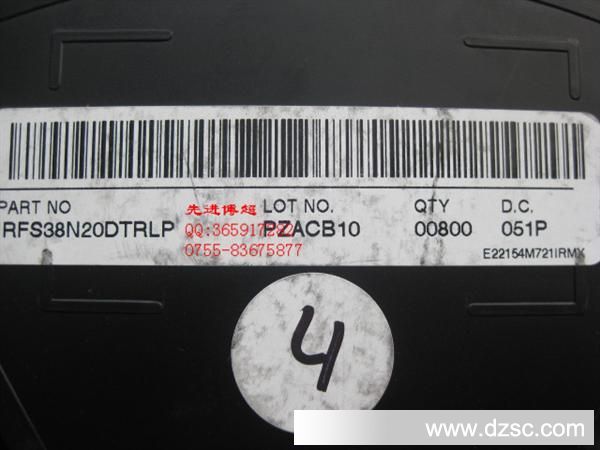 PART NO LOT NO. QTY D.C.
RFS38N20DTRLP PZACB10 00800 051P
E22154M721IRMX
先进博超
QQ:365917282
0755-83675877
4
www.dzsc.com